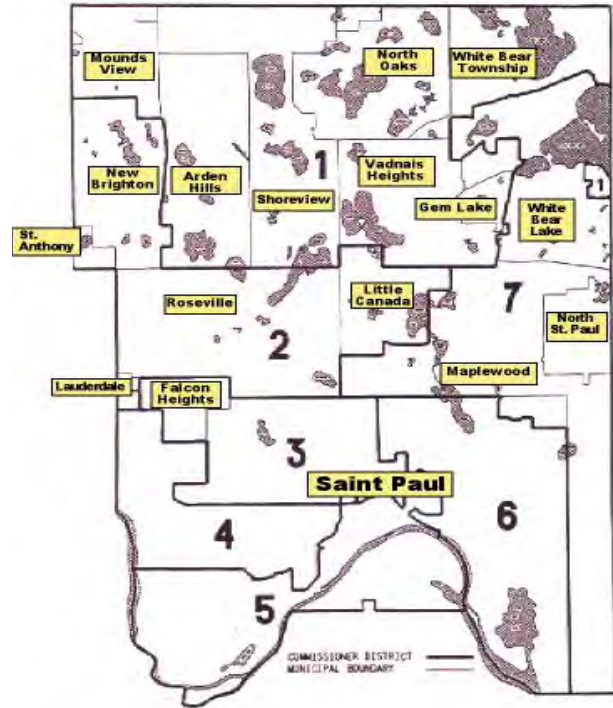 Mounds
View
North
Oaks
White Bear
Township
New
Brighton
Arden
Hills
1
Shoreview
Vadnais
Heights
Gem Lake
1
White
Bear
Lake
St.
Anthony
Roseville
Little
Canada
7
North
St. Paul
2
Maplewood
Lauderdale
Falcon
Heights
3
Saint Paul
6
4
5
COMMISSIONER DISTRICT
MUNICIPAL BOUNDARY